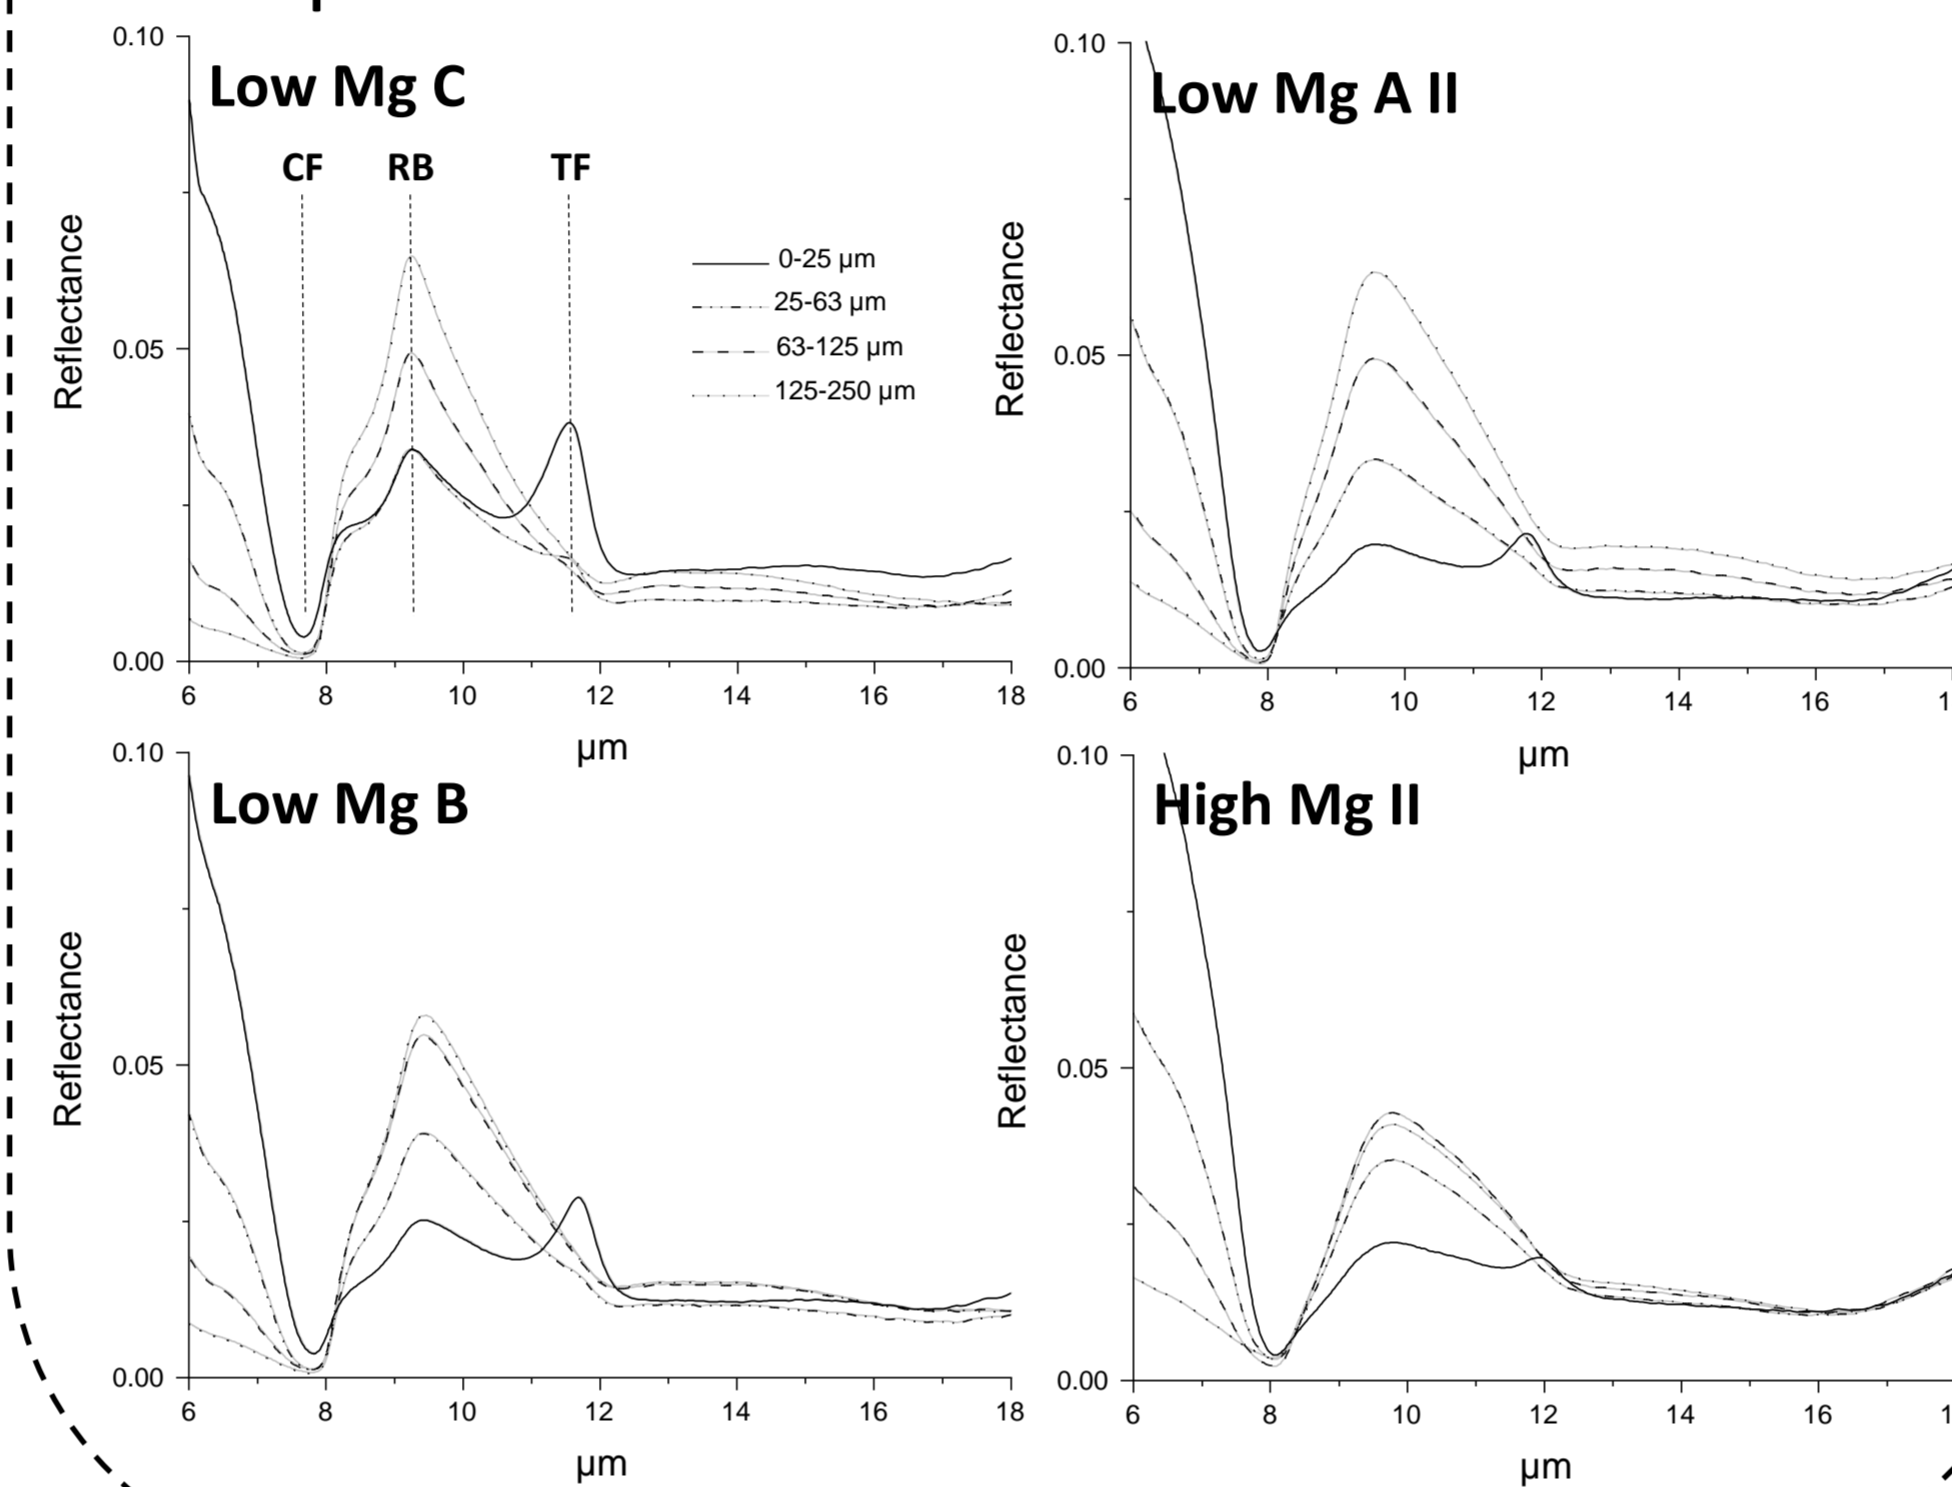 Low Mg C
CF RB TF
0-25 µm
25-63 µm
63-125 µm
125-250 µm
0.10
0.05
0.00
Reflectance
6 8 10 12 14 16 18
µm
Low Mg A II
0.10
0.05
0.00
Reflectance
6 8 10 12 14 16
µm
Low Mg B
0.10
0.05
0.00
Reflectance
6 8 10 12 14 16 18
µm
High Mg II
0.10
0.05
0.00
Reflectance
6 8 10 12 14 16
µm